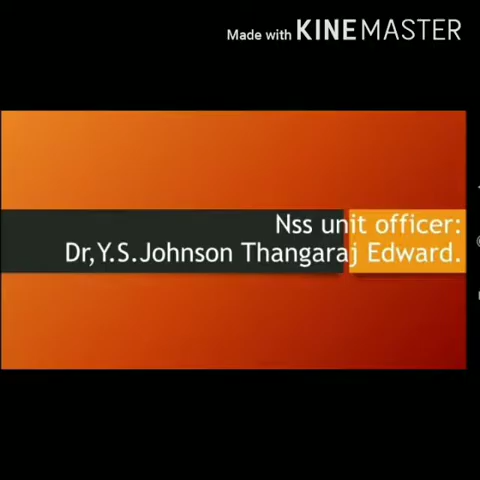 Made with KINEMASTER
Nss unit officer:
Dr,Y.S.Johnson Thangaraj Edward.